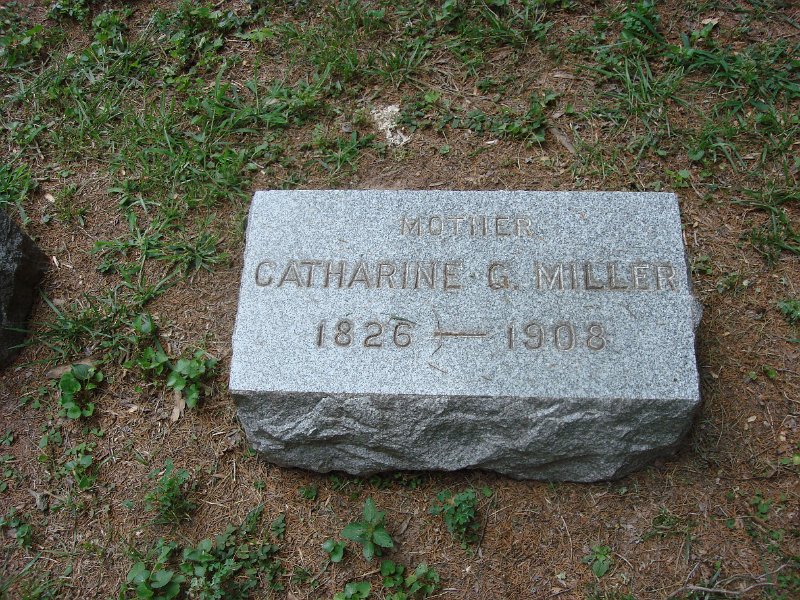 MOTHER
CATHARINE G. MILLER
1826 — 1908